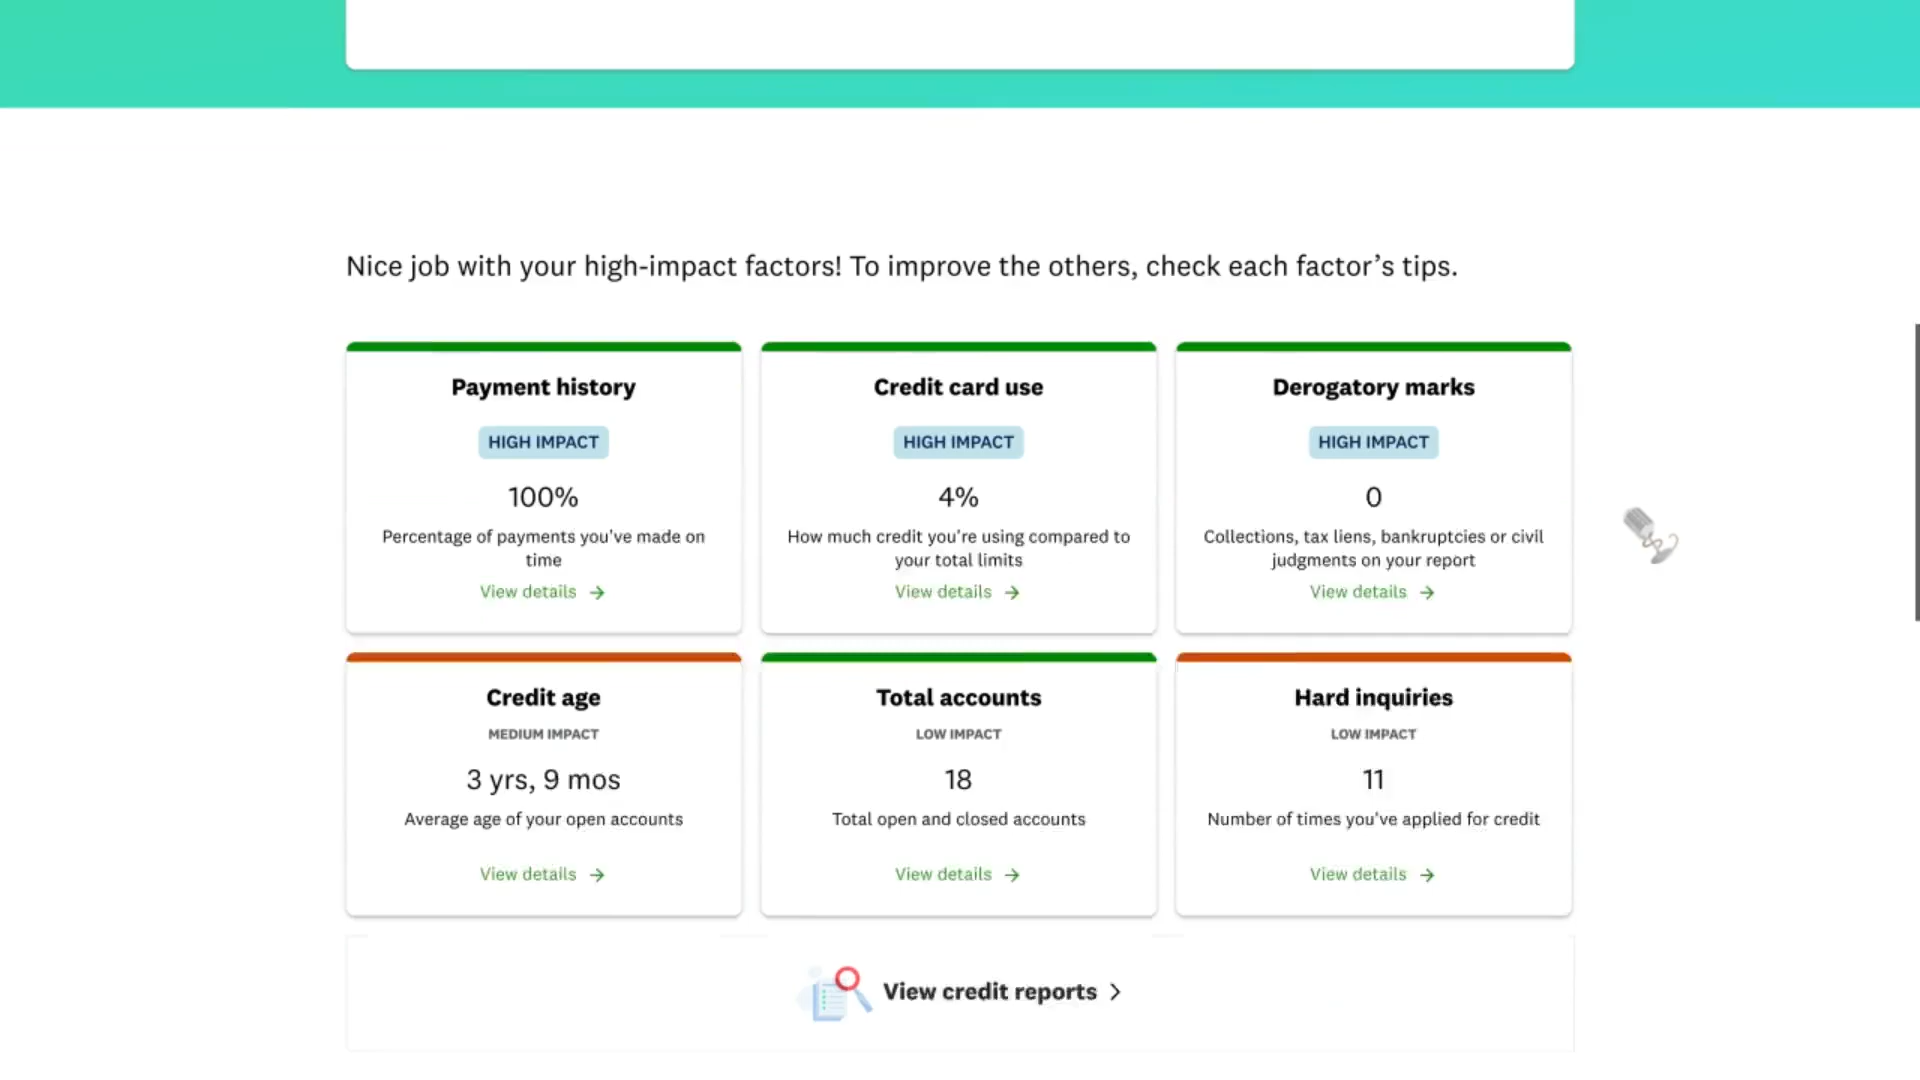 Nice job with your high-impact factors! To improve the others, check each factor’s tips.
Payment history
HIGH IMPACT
100%
Percentage of payments you've made on
time
View details
Credit card use
HIGH IMPACT
4%
How much credit you're using compared to
your total limits
View details
Derogatory marks
HIGH IMPACT
0
Collections, tax liens, bankruptcies or civil
judgments on your report
View details
Credit age
MEDIUM IMPACT
3 yrs, 9 mos
Average age of your open accounts
View details
Total accounts
LOW IMPACT
18
Total open and closed accounts
View details
Hard inquiries
LOW IMPACT
11
Number of times you've applied for credit
View details
View credit reports